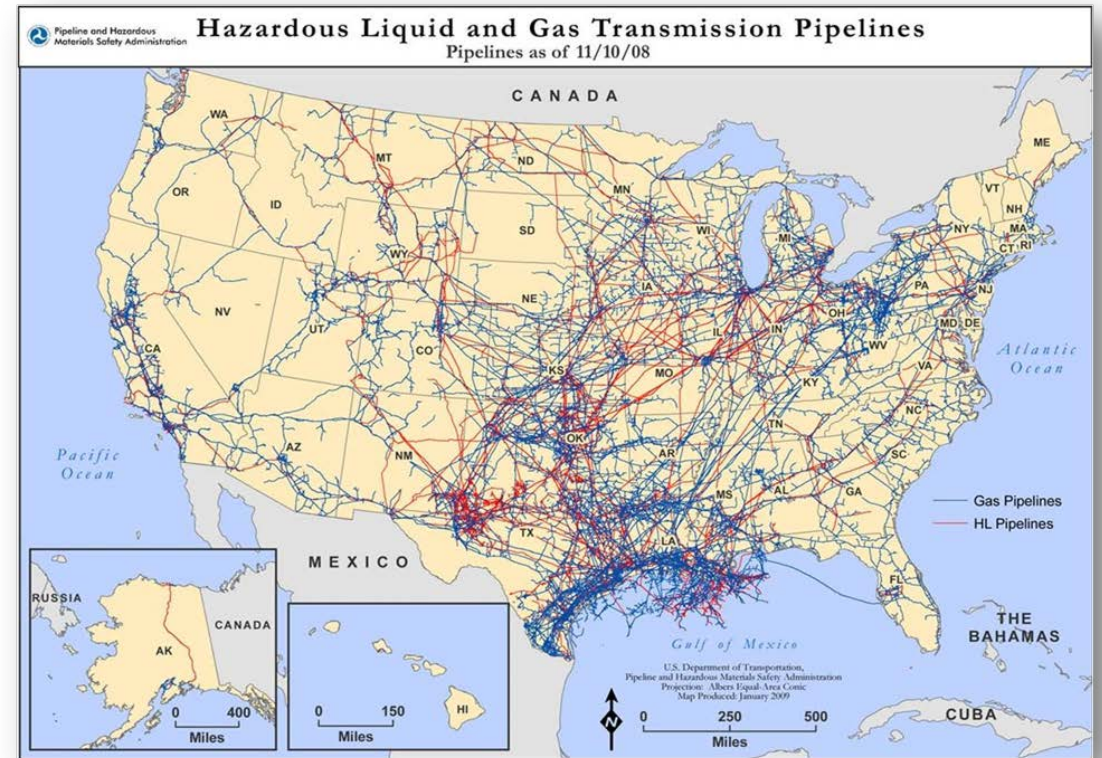 Pipeline and Hazardous
Materials Safety Administration
Hazardous Liquid and Gas Transmission Pipelines
Pipelines as of 11/10/08
CANADA
WA
MT
ND
ME
MN
VT
OR
ID
NH
SD
WI
MI
NY
MA
CT
RI
WY
IA
PA
NJ
NE
OH
NV
IL
IN
MD
DE
UT
WV
CA
CO
Atlantic
Ocean
KS
MO
VA
KY
NC
TN
OK
AZ
NM
AR
SC
Pacific
Ocean
MS
AL
GA
Gas Pipelines
HL Pipelines
TX
LA
MEXICO
FL
RUSSIA
CANADA
THE
BAHAMAS
Gulf of Mexico
AK
U.S. Department of Transportation,
Pipeline and Hazardous Materials Safety Administration
Projection: Albers Equal-Area Conic
Map Produced: January 2009
HI
0 400
Miles
0 150
Miles
N
0 250 500
Miles
CUBA